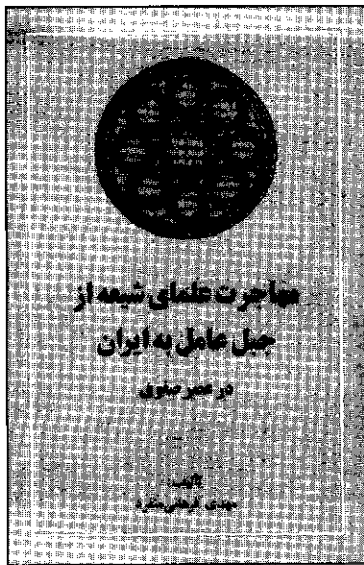 مهاجرت علمای شیعه از
جبل عامل به ایران
در عصر صفوی
تألیف
مهدی فرهانی منفرد